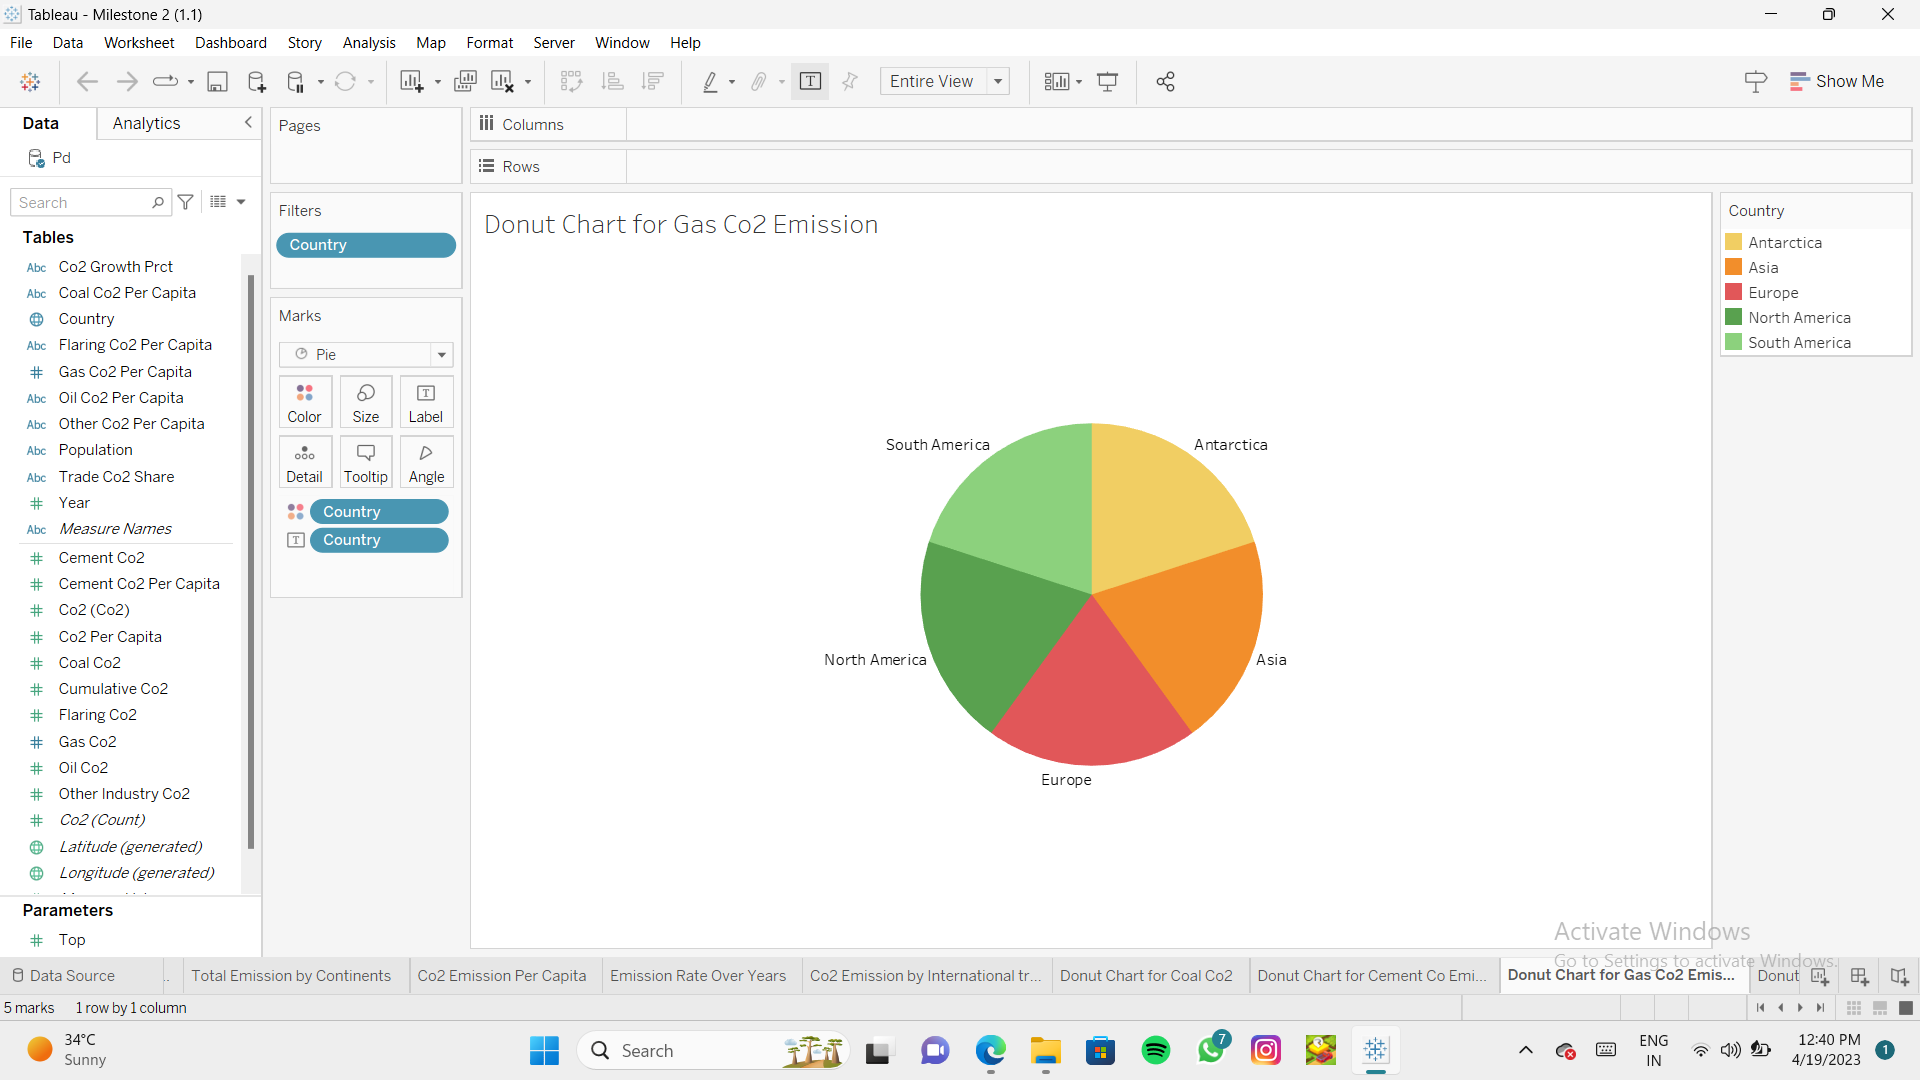 Tableau - Milestone 2 (1.1)
File Data Worksheet Dashboard Story Analysis Map Format Server Window Help
Entire View
Show Me
Data Analytics
Pd
Search
Tables
Abc Co2 Growth Prct
Abc Coal Co2 Per Capita
Country
Abc Flaring Co2 Per Capita
# Gas Co2 Per Capita
Abc Oil Co2 Per Capita
Abc Other Co2 Per Capita
Abc Population
Abc Trade Co2 Share
# Year
Abc Measure Names
# Cement Co2
# Cement Co2 Per Capita
# Co2 (Co2)
# Co2 Per Capita
# Coal Co2
# Cumulative Co2
# Flaring Co2
# Gas Co2
# Oil Co2
# Other Industry Co2
# Co2 (Count)
Latitude (generated)
Longitude (generated)
Parameters
# Top
Pages
Filters
Country
Marks
Pie
Color Size T Label
Detail Tooltip Angle
Country
T Country
Columns
Rows
Donut Chart for Gas Co2 Emission
South America
Antarctica
North America
Asia
Europe
Country
Antarctica
Asia
Europe
North America
South America
Activate Windows
Go to Settings to activate Windows.
Data Source .. Total Emission by Continents Co2 Emission Per Capita Emission Rate Over Years Co2 Emission by International tr... Donut Chart for Coal Co2 Donut Chart for Cement Co Emi... Donut Chart for Gas Co2 Emis... Donut
5 marks 1 row by 1 column
34°C
Sunny
Search
7
ENG
IN
12:40 PM
4/19/2023
1